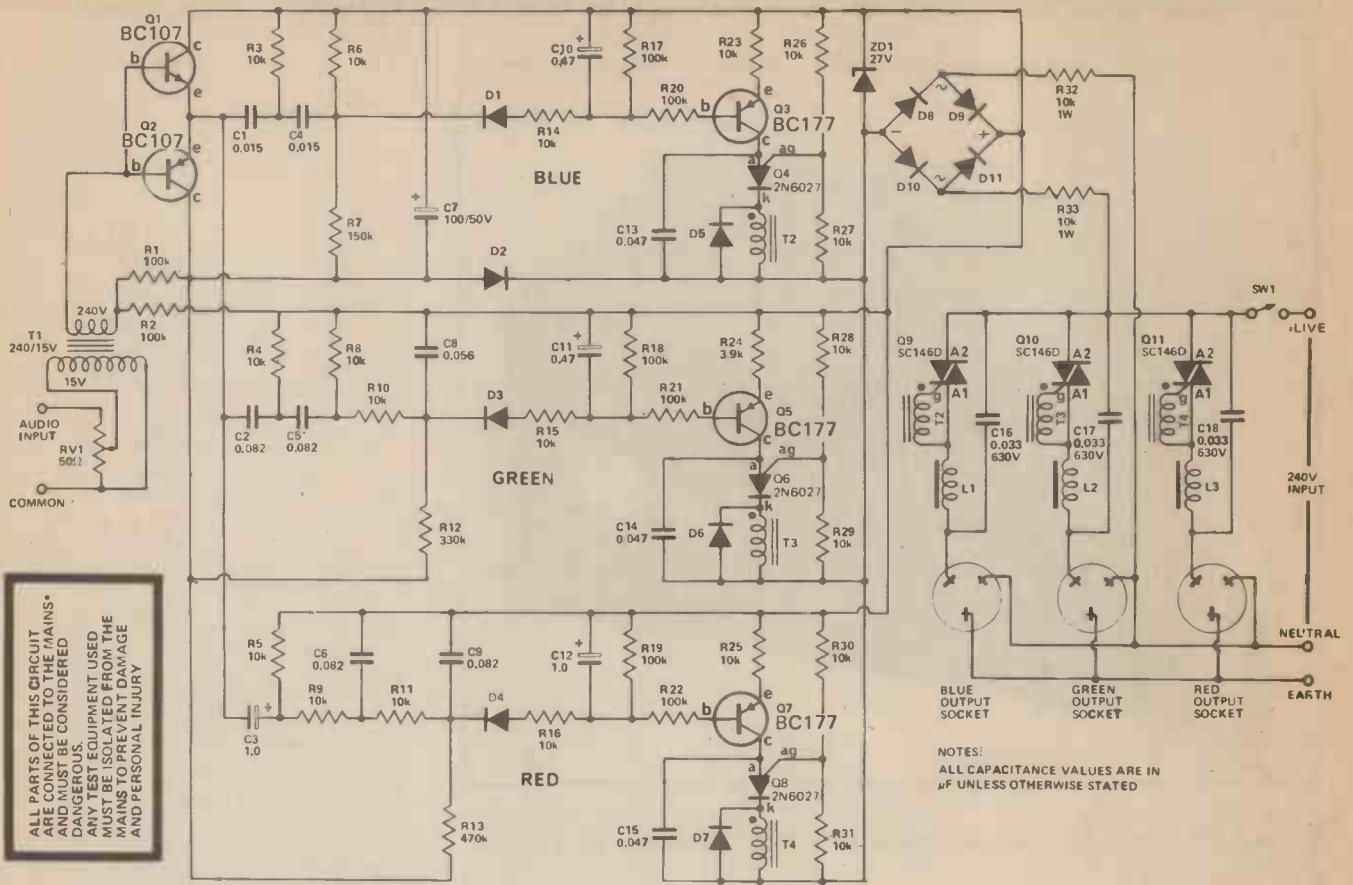 Q1
BC107
b
c
e
Q2
BC107
b
e
c
R3
10k
R6
10k
C1
0.015
C4
0.015
R7
150k
C7
100/50V
+
D1
D2
R14
10k
BLUE
C10
0,47
+
R17
100k
R20
100k
R23
10k
R26
10k
b
e
Q3
BC177
c
a
ag
Q4
2N6027
k
C13
0.047
D5
T2
R27
10k
ZD1
27V
D8
D9
D10
D11
~
~
−
+
R32
10k
1W
R33
10k
1W
R1
100k
R2
100k
240V
T1
240/15V
15V
AUDIO
INPUT
RV1
50Ω
COMMON
R4
10k
R8
10k
R10
10k
C2
0.082
C5
0.082
C8
0,056
D3
R15
10k
GREEN
R12
330k
C11
0,47
+
R18
100k
R21
100k
R24
3.9k
R28
10k
b
e
Q5
BC177
c
a
ag
Q6
2N6027
k
C14
0.047
D6
T3
R29
10k
R5
10k
C6
0,082
R9
10k
R11
10k
C3
1.0
+
C9
0,082
D4
R16
10k
RED
R13
470k
C12
1.0
+
R19
100k
R22
100k
R25
10k
R30
10k
e
Q7
BC177
c
a
ag
Q8
2N6027
k
C15
0.047
D7
T4
R31
10k
Q9
SC146D
A2
A1
g
T2
L1
C16
0.033
630V
Q10
SC146D
A2
A1
g
T3
L2
C17
0.033
630V
Q11
SC146D
A2
A1
g
T4
L3
C18
0.033
630V
SW1
LIVE
240V
INPUT
NEUTRAL
EARTH
BLUE
OUTPUT
SOCKET
GREEN
OUTPUT
SOCKET
RED
OUTPUT
SOCKET
NOTES:
ALL CAPACITANCE VALUES ARE IN
μF UNLESS OTHERWISE STATED
ALL PARTS OF THIS CIRCUIT
ARE CONNECTED TO THE MAINS
AND MUST BE CONSIDERED
DANGEROUS.
ANY TEST EQUIPMENT USED
MUST BE ISOLATED FROM THE
MAINS TO PREVENT DAMAGE
AND PERSONAL INJURY